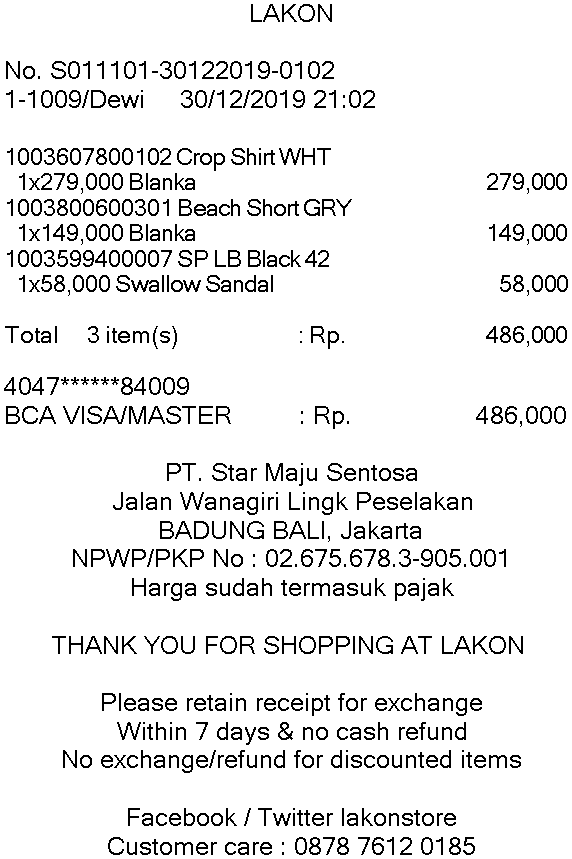 LAKON
No. S011101-30122019-0102
1-1009/Dewi 30/12/2019 21:02
1003607800102 Crop Shirt WHT
1x279,000 Blanka 279,000
1003800600301 Beach Short GRY
1x149,000 Blanka 149,000
1003599400007 SP LB Black 42
1x58,000 Swallow Sandal 58,000
Total 3 item(s) : Rp. 486,000
4047******84009
BCA VISA/MASTER : Rp. 486,000
PT. Star Maju Sentosa
Jalan Wanagiri Lingk Peselakan
BADUNG BALI, Jakarta
NPWP/PKP No : 02.675.678.3-905.001
Harga sudah termasuk pajak
THANK YOU FOR SHOPPING AT LAKON
Please retain receipt for exchange
Within 7 days & no cash refund
No exchange/refund for discounted items
Facebook / Twitter lakonstore
Customer care : 0878 7612 0185